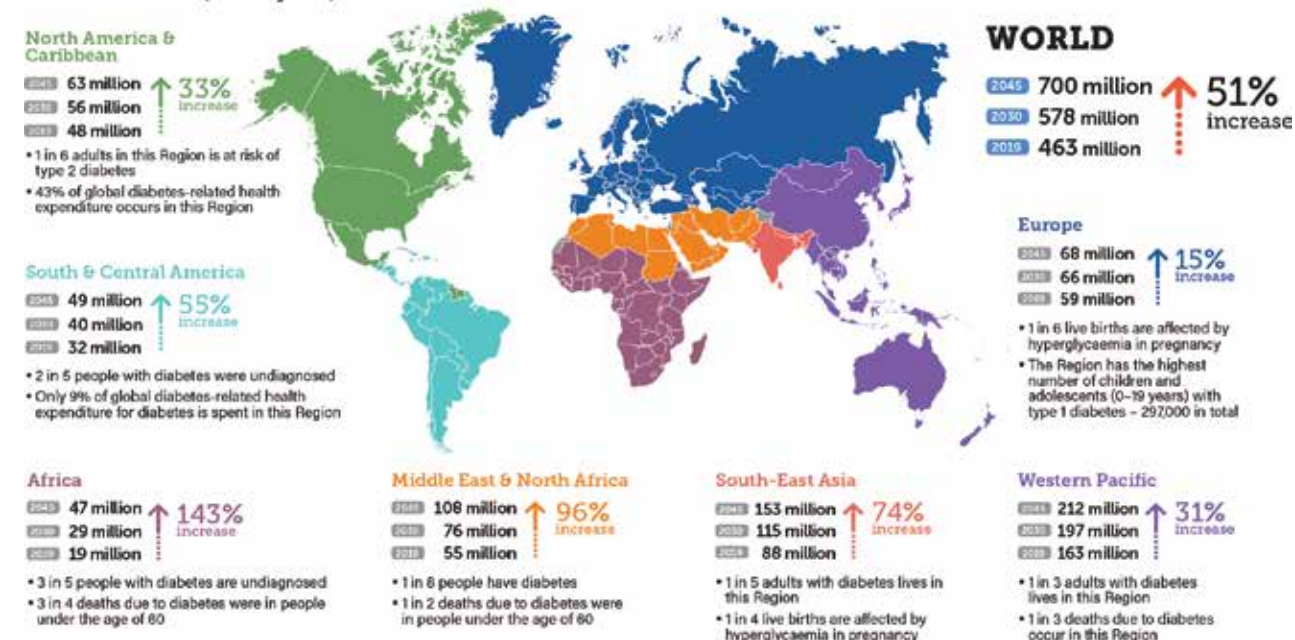 North America &
Caribbean
2045 63 million
2030 56 million
2019 48 million
33%
increase
• 1 in 6 adults in this Region is at risk of
type 2 diabetes
• 43% of global diabetes-related health
expenditure occurs in this Region
WORLD
2045 700 million
2030 578 million
2019 463 million
51%
increase
South & Central America
2045 49 million
2030 40 million
2019 32 million
55%
increase
• 2 in 5 people with diabetes were undiagnosed
• Only 9% of global diabetes-related health
expenditure for diabetes is spent in this Region
Europe
2045 68 million
2030 66 million
2019 59 million
15%
increase
• 1 in 6 live births are affected by
hyperglycaemia in pregnancy
• The Region has the highest
number of children and
adolescents (0–19 years) with
type 1 diabetes – 297,000 in total
Africa
2045 47 million
2030 29 million
2019 19 million
143%
increase
• 3 in 5 people with diabetes are undiagnosed
• 3 in 4 deaths due to diabetes were in people
under the age of 60
Middle East & North Africa
2045 108 million
2030 76 million
2019 55 million
96%
increase
• 1 in 8 people have diabetes
• 1 in 2 deaths due to diabetes were
in people under the age of 60
South-East Asia
2045 153 million
2030 115 million
2019 88 million
74%
increase
• 1 in 5 adults with diabetes lives in
this Region
• 1 in 4 live births are affected by
hyperglycaemia in pregnancy
Western Pacific
2045 212 million
2030 197 million
2019 163 million
31%
increase
• 1 in 3 adults with diabetes
lives in this Region
• 1 in 3 deaths due to diabetes
occur in this Region